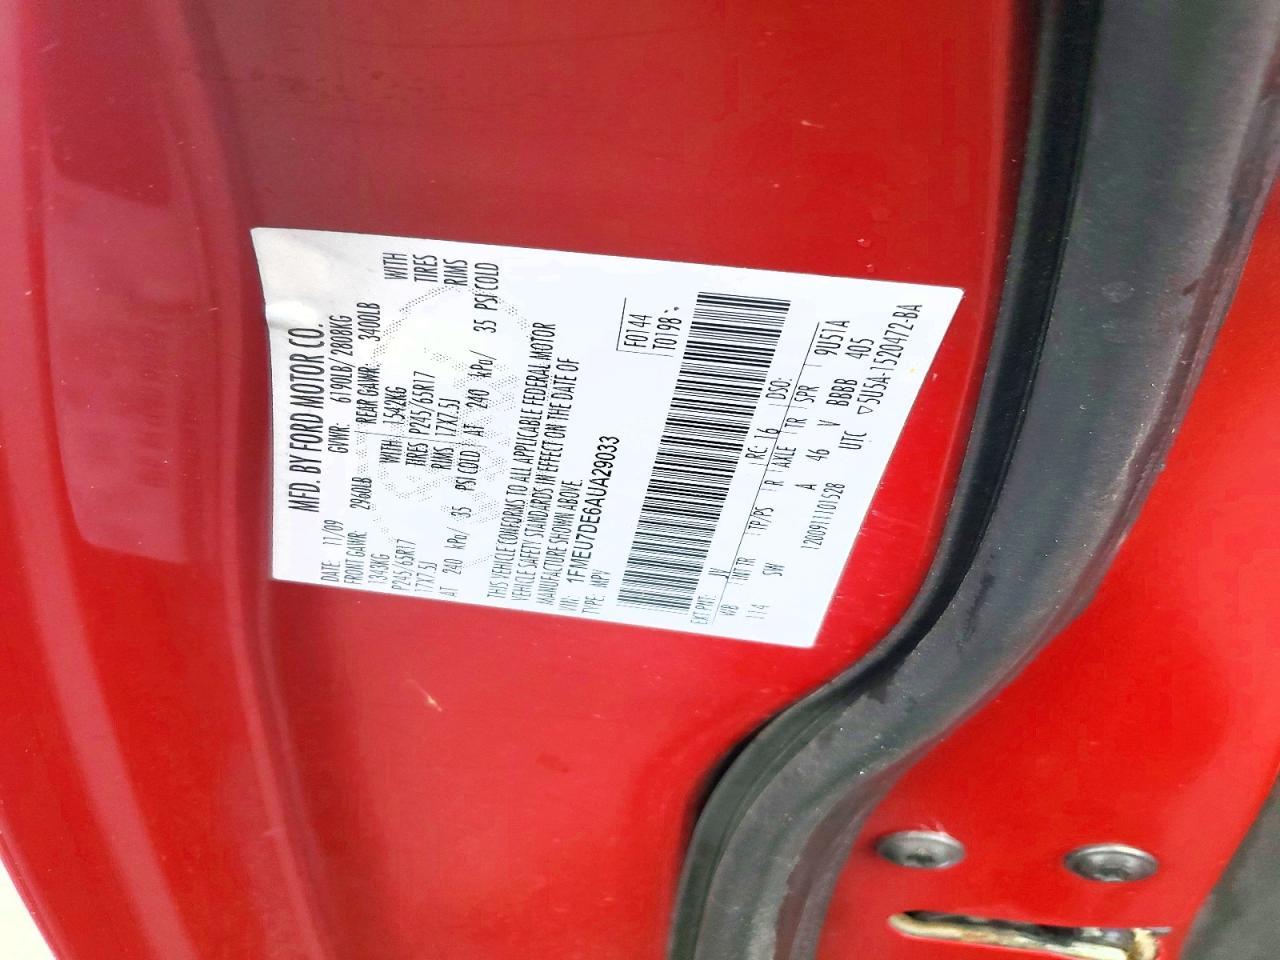 MFD. BY FORD MOTOR CO.
DATE: 11/09 GVWR: 6190LB/ 2808KG
FRONT GAWR: 2960LB REAR GAWR: 3400LB
1343KG WITH 1542KG WITH
P245/65R17 TIRES P245/65R17 TIRES
17X7.5J RIMS 17X7.5J RIMS
AT 240 kPa/ 35 PSI COLD AT 240 kPa/ 35 PSI COLD
THIS VEHICLE CONFORMS TO ALL APPLICABLE FEDERAL MOTOR
VEHICLE SAFETY STANDARDS IN EFFECT ON THE DATE OF
MANUFACTURE SHOWN ABOVE.
VIN: 1FMEU7DE6AUA29033
TYPE: MPV
F0144
T0198
EXT PNT: JV RC: 16 DSO:
WB INT TR TP/PS R AXLE TR SPR 9U51A
114 SW A 46 V BBBB 405
1200911101528 UTC ▽5U5A-1520472-BA